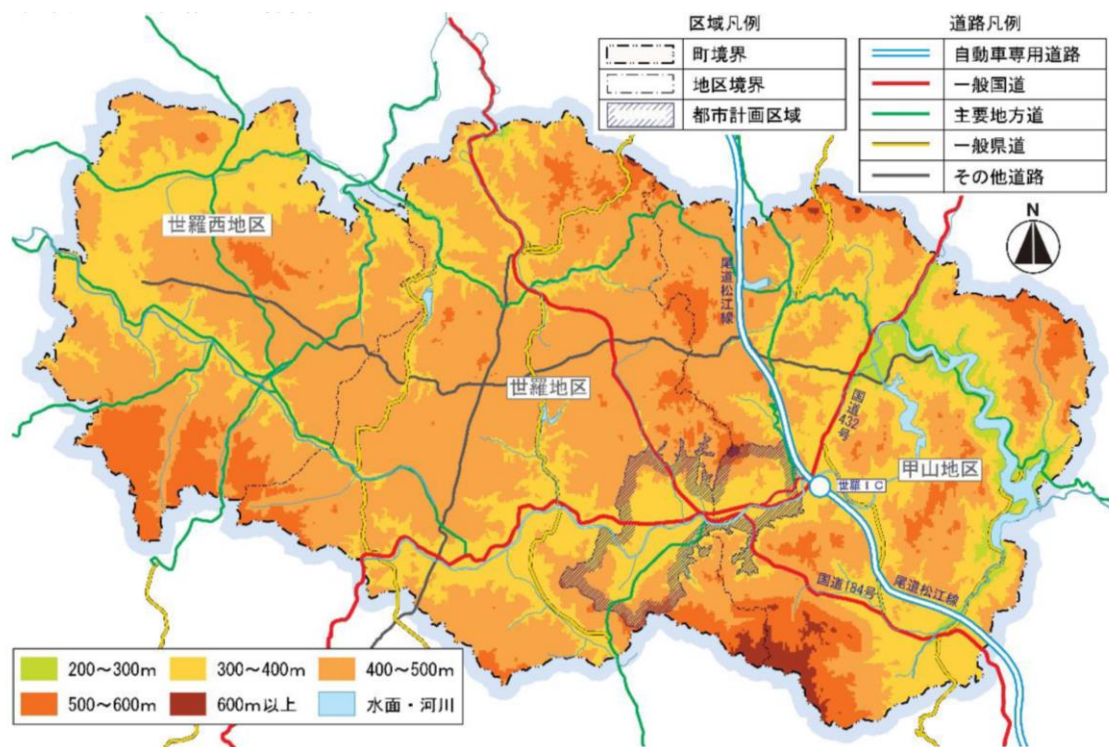 区域凡例
町境界
地区境界
都市計画区域
道路凡例
自動車専用道路
一般国道
主要地方道
一般県道
その他道路
N
世羅西地区
世羅地区
甲山地区
尾道松江線
国道432号
世羅IC
国道184号
尾道松江線
200～300m
300～400m
400～500m
500～600m
600m以上
水面・河川